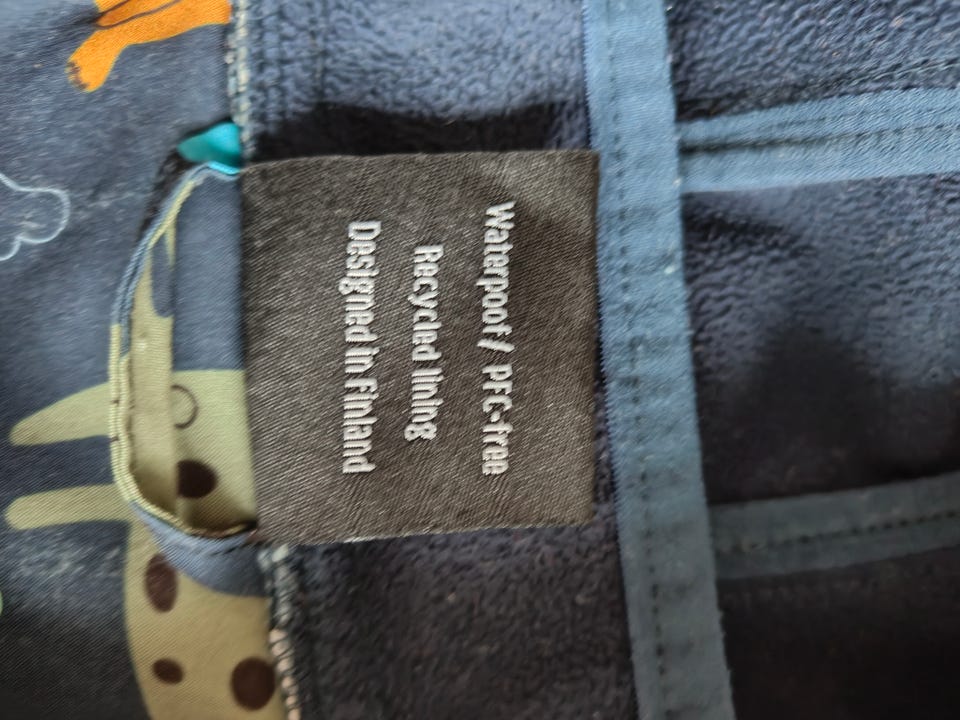 Waterpoof/ PFC-free
Recycled lining
Designed in Finland